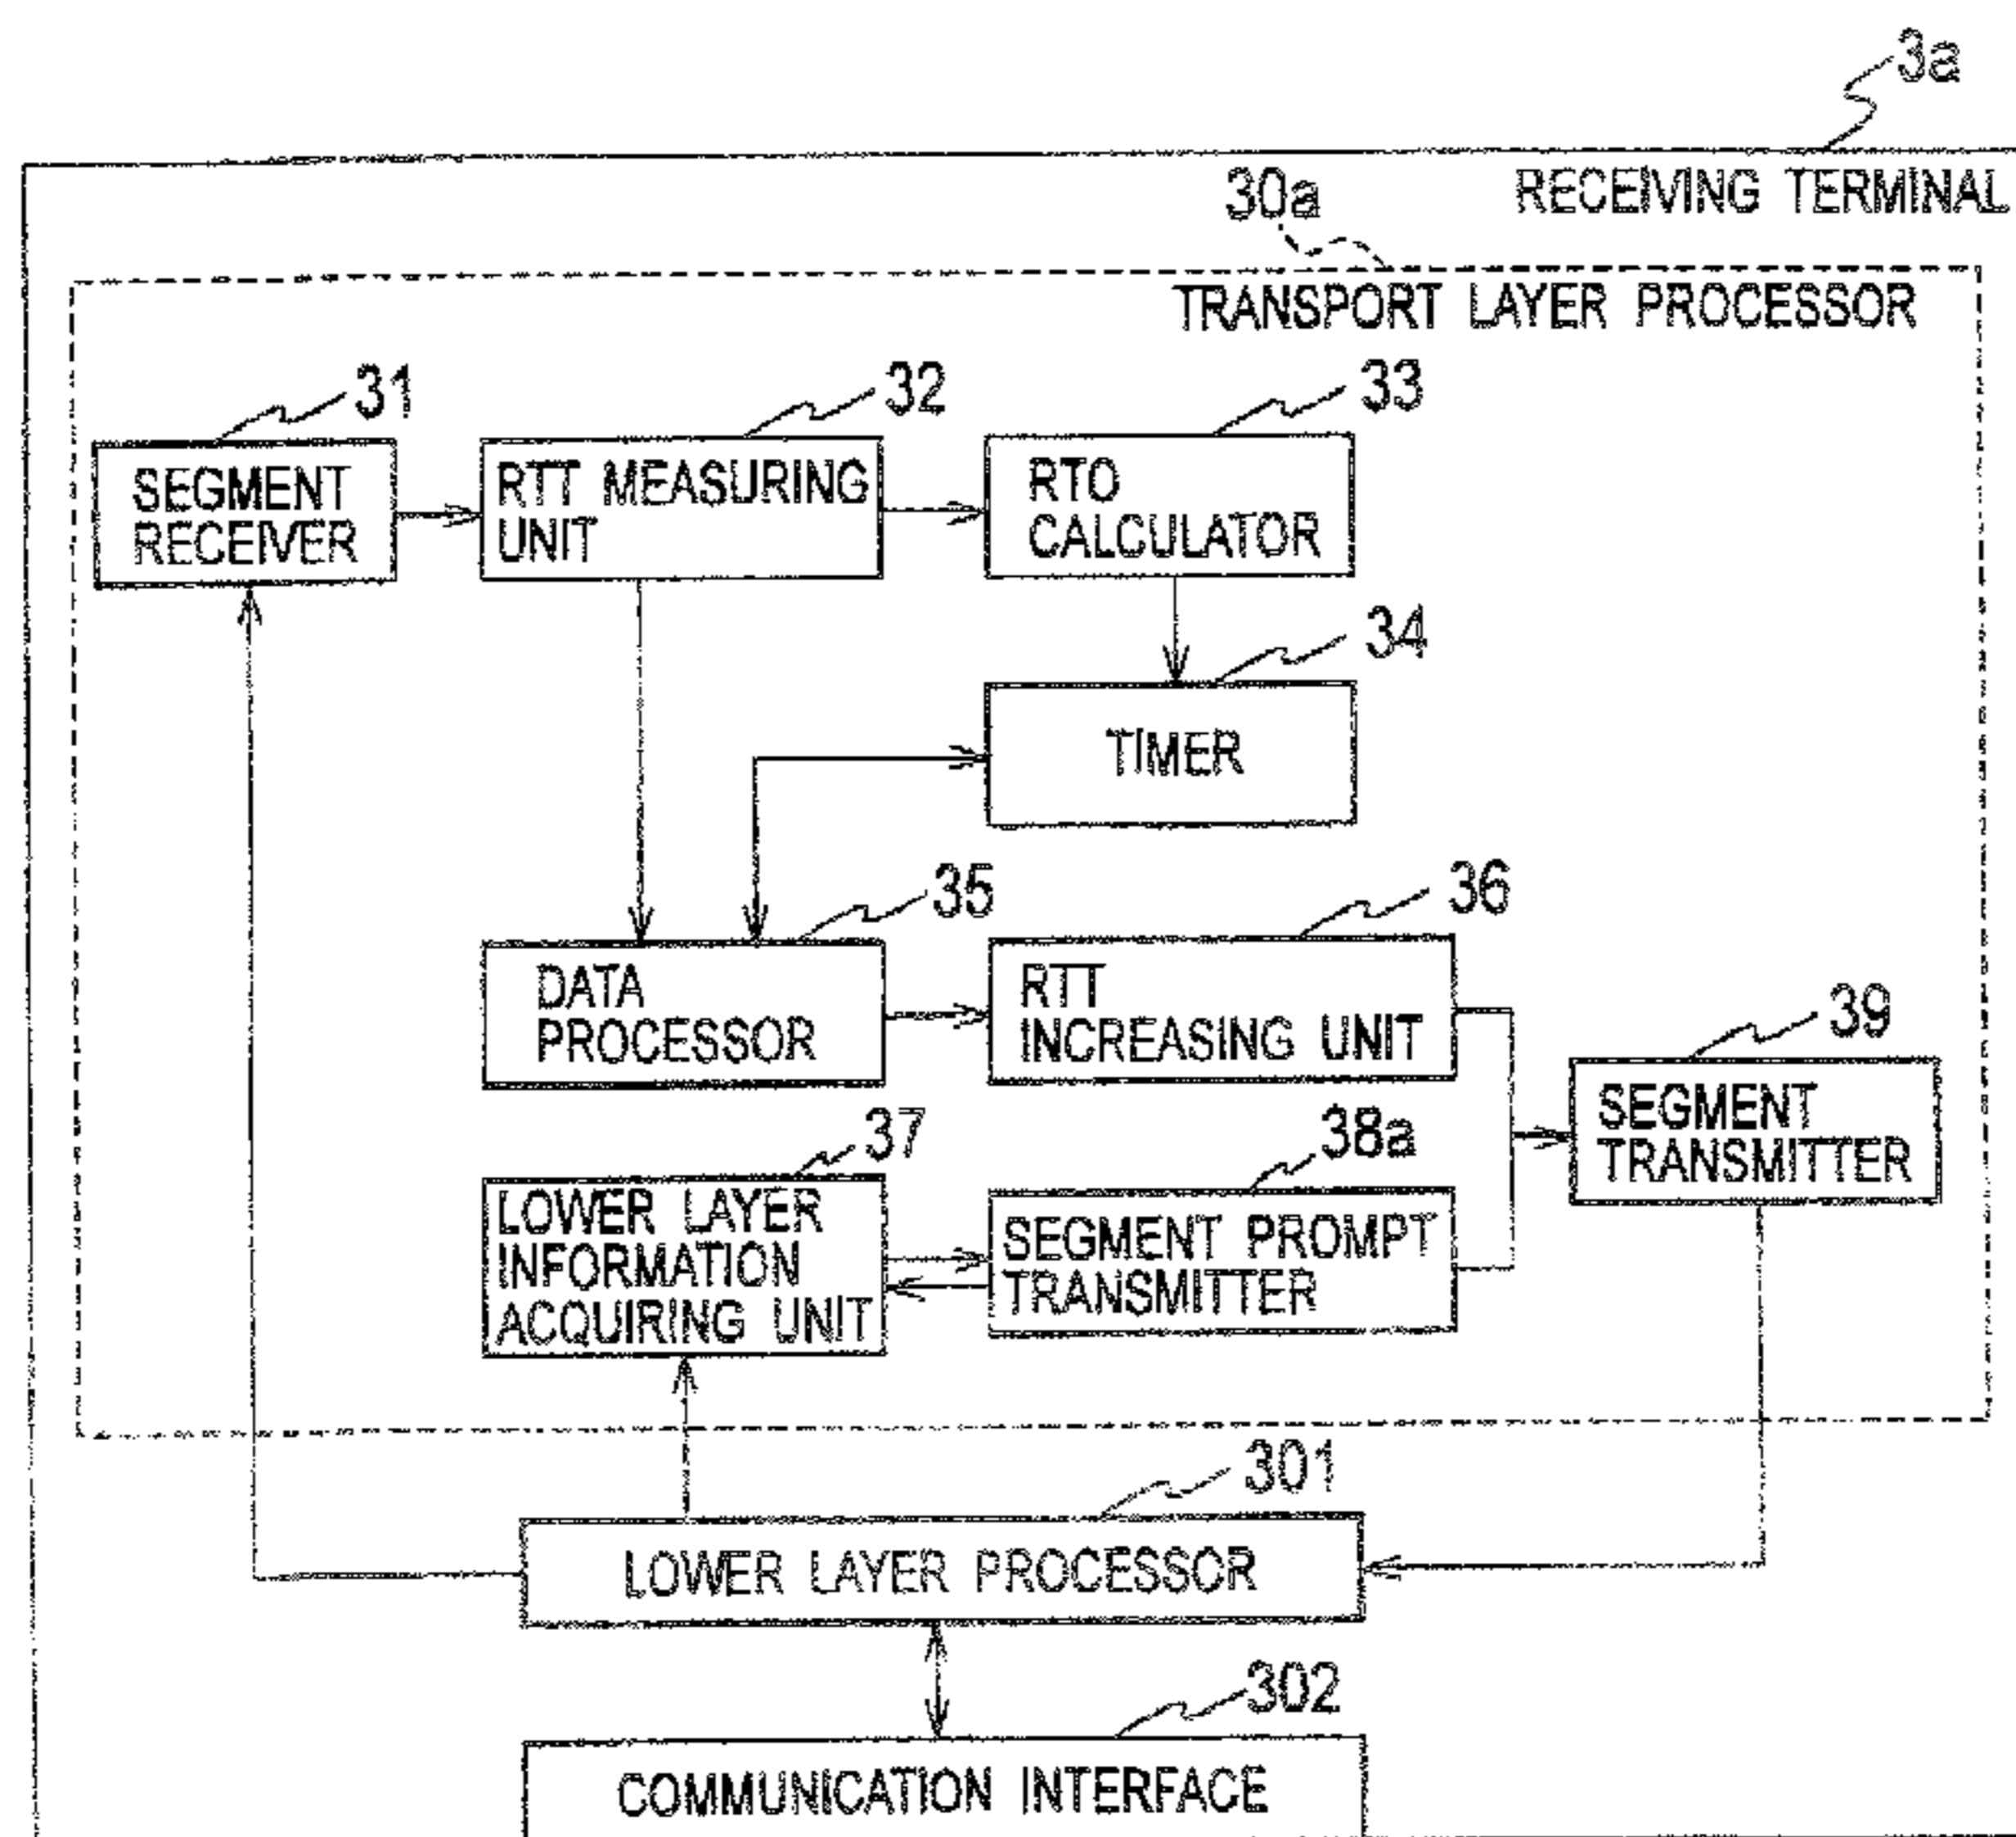 3a
RECEIVING TERMINAL
30a
TRANSPORT LAYER PROCESSOR
31
32
33
SEGMENT
RECEIVER
RTT MEASURING
UNIT
RTO
CALCULATOR
34
TIMER
35
36
DATA
PROCESSOR
RTT
INCREASING UNIT
39
SEGMENT
TRANSMITTER
37
38a
LOWER LAYER
INFORMATION
ACQUIRING UNIT
SEGMENT PROMPT
TRANSMITTER
301
LOWER LAYER PROCESSOR
302
COMMUNICATION INTERFACE